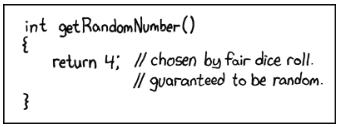 int getRandomNumber()
{
return 4; // chosen by fair dice roll.
// guaranteed to be random.
}